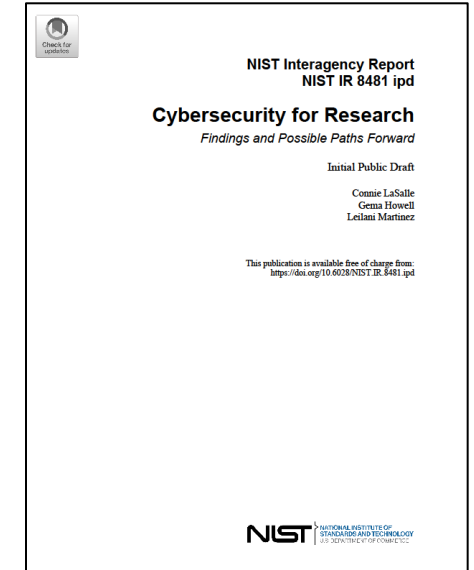 Check for
updates
NIST Interagency Report
NIST IR 8481 ipd
Cybersecurity for Research
Findings and Possible Paths Forward
Initial Public Draft
Connie LaSalle
Gema Howell
Leilani Martinez
This publication is available free of charge from:
https://doi.org/10.6028/NIST.IR.8481.ipd
NIST
NATIONAL INSTITUTE OF
STANDARDS AND TECHNOLOGY
U.S. DEPARTMENT OF COMMERCE